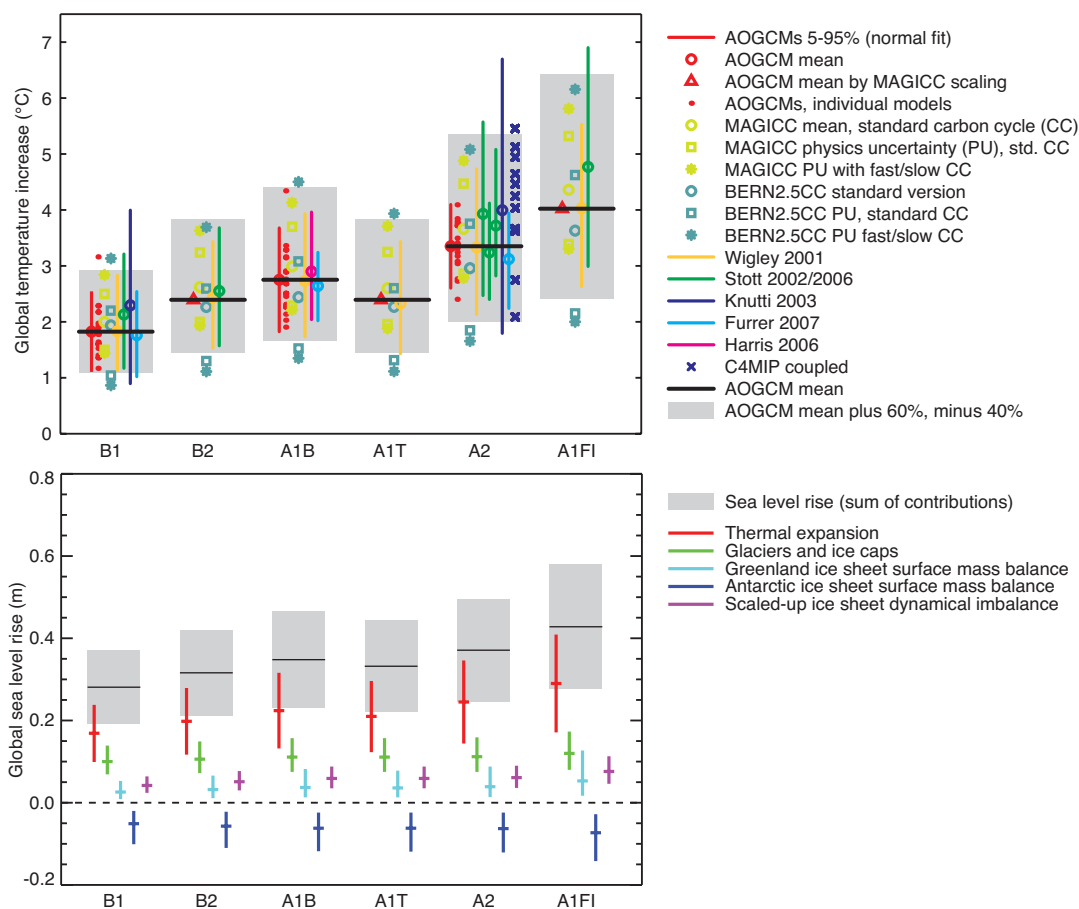 Global temperature increase (°C)
7
6
5
4
3
2
1
0
B1 B2 A1B A1T A2 A1FI
AOGCMs 5-95% (normal fit)
AOGCM mean
AOGCM mean by MAGICC scaling
AOGCMs, individual models
MAGICC mean, standard carbon cycle (CC)
MAGICC physics uncertainty (PU), std. CC
MAGICC PU with fast/slow CC
BERN2.5CC standard version
BERN2.5CC PU, standard CC
BERN2.5CC PU fast/slow CC
Wigley 2001
Stott 2002/2006
Knutti 2003
Furrer 2007
Harris 2006
C4MIP coupled
AOGCM mean
AOGCM mean plus 60%, minus 40%
Global sea level rise (m)
0.8
0.6
0.4
0.2
0.0
-0.2
B1 B2 A1B A1T A2 A1FI
Sea level rise (sum of contributions)
Thermal expansion
Glaciers and ice caps
Greenland ice sheet surface mass balance
Antarctic ice sheet surface mass balance
Scaled-up ice sheet dynamical imbalance